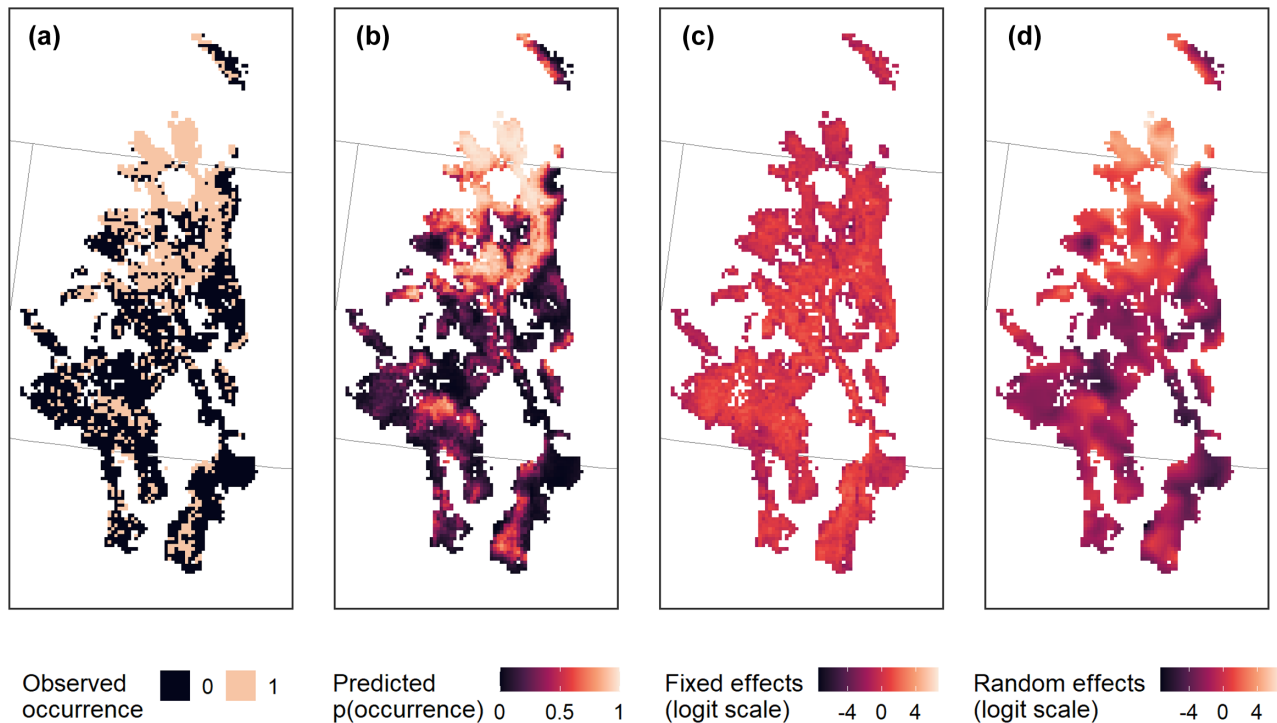 (a) (b) (c) (d)
Observed occurrence 0 1
Predicted p(occurrence) 0 0.5 1
Fixed effects (logit scale) -4 0 4
Random effects (logit scale) -4 0 4